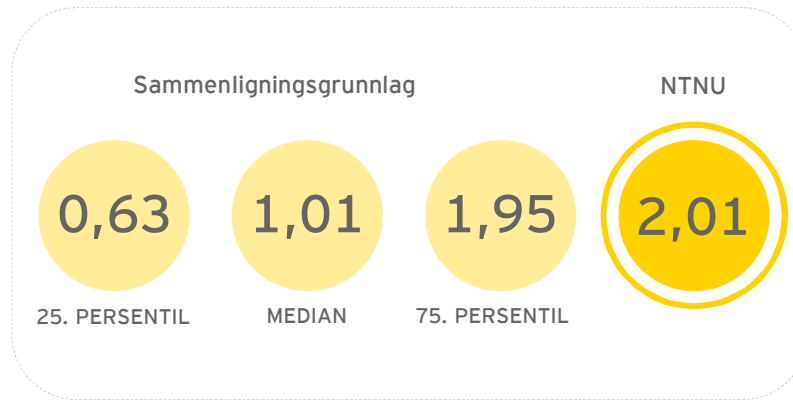 Sammenligningsgrunnlag
NTNU
0,63
1,01
1,95
2,01
25. PERSENTIL
MEDIAN
75. PERSENTIL